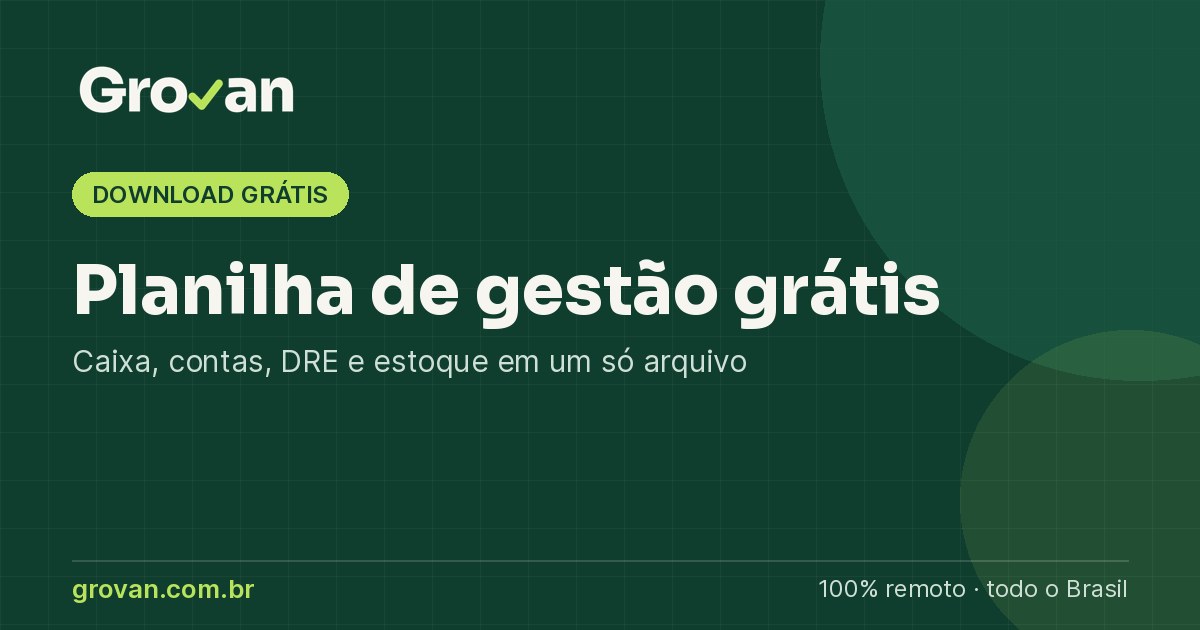 Grovan
DOWNLOAD GRÁTIS
Planilha de gestão grátis
Caixa, contas, DRE e estoque em um só arquivo
grovan.com.br
100% remoto · todo o Brasil